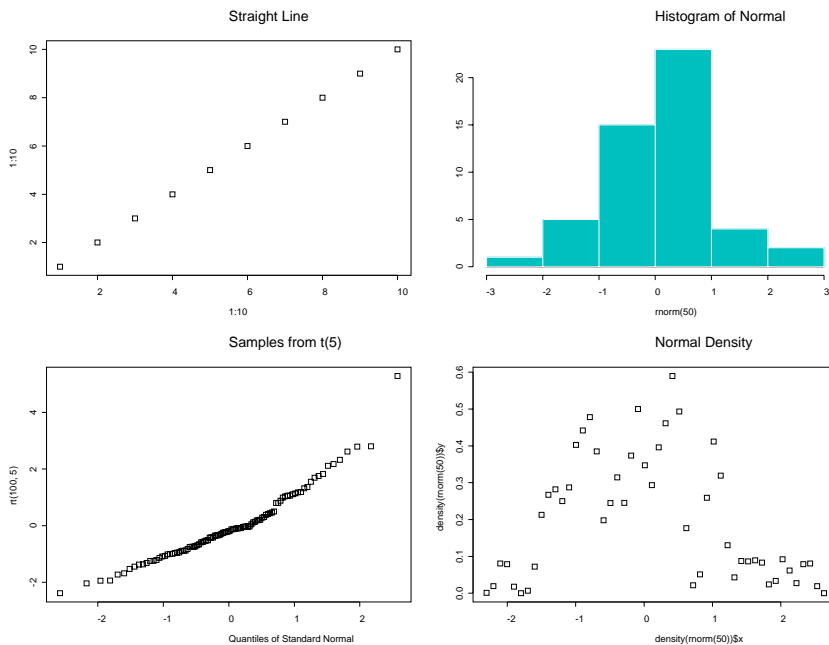 Straight Line
10
8
6
4
2
1:10
2 4 6 8 10
1:10
Histogram of Normal
20
15
10
5
0
-3 -2 -1 0 1 2 3
rnorm(50)
Samples from t(5)
4
2
0
-2
rt(100, 5)
-2 -1 0 1 2
Quantiles of Standard Normal
Normal Density
0.6
0.5
0.4
0.3
0.2
0.1
0.0
density(rnorm(50))$y
-2 -1 0 1 2
density(rnorm(50))$x